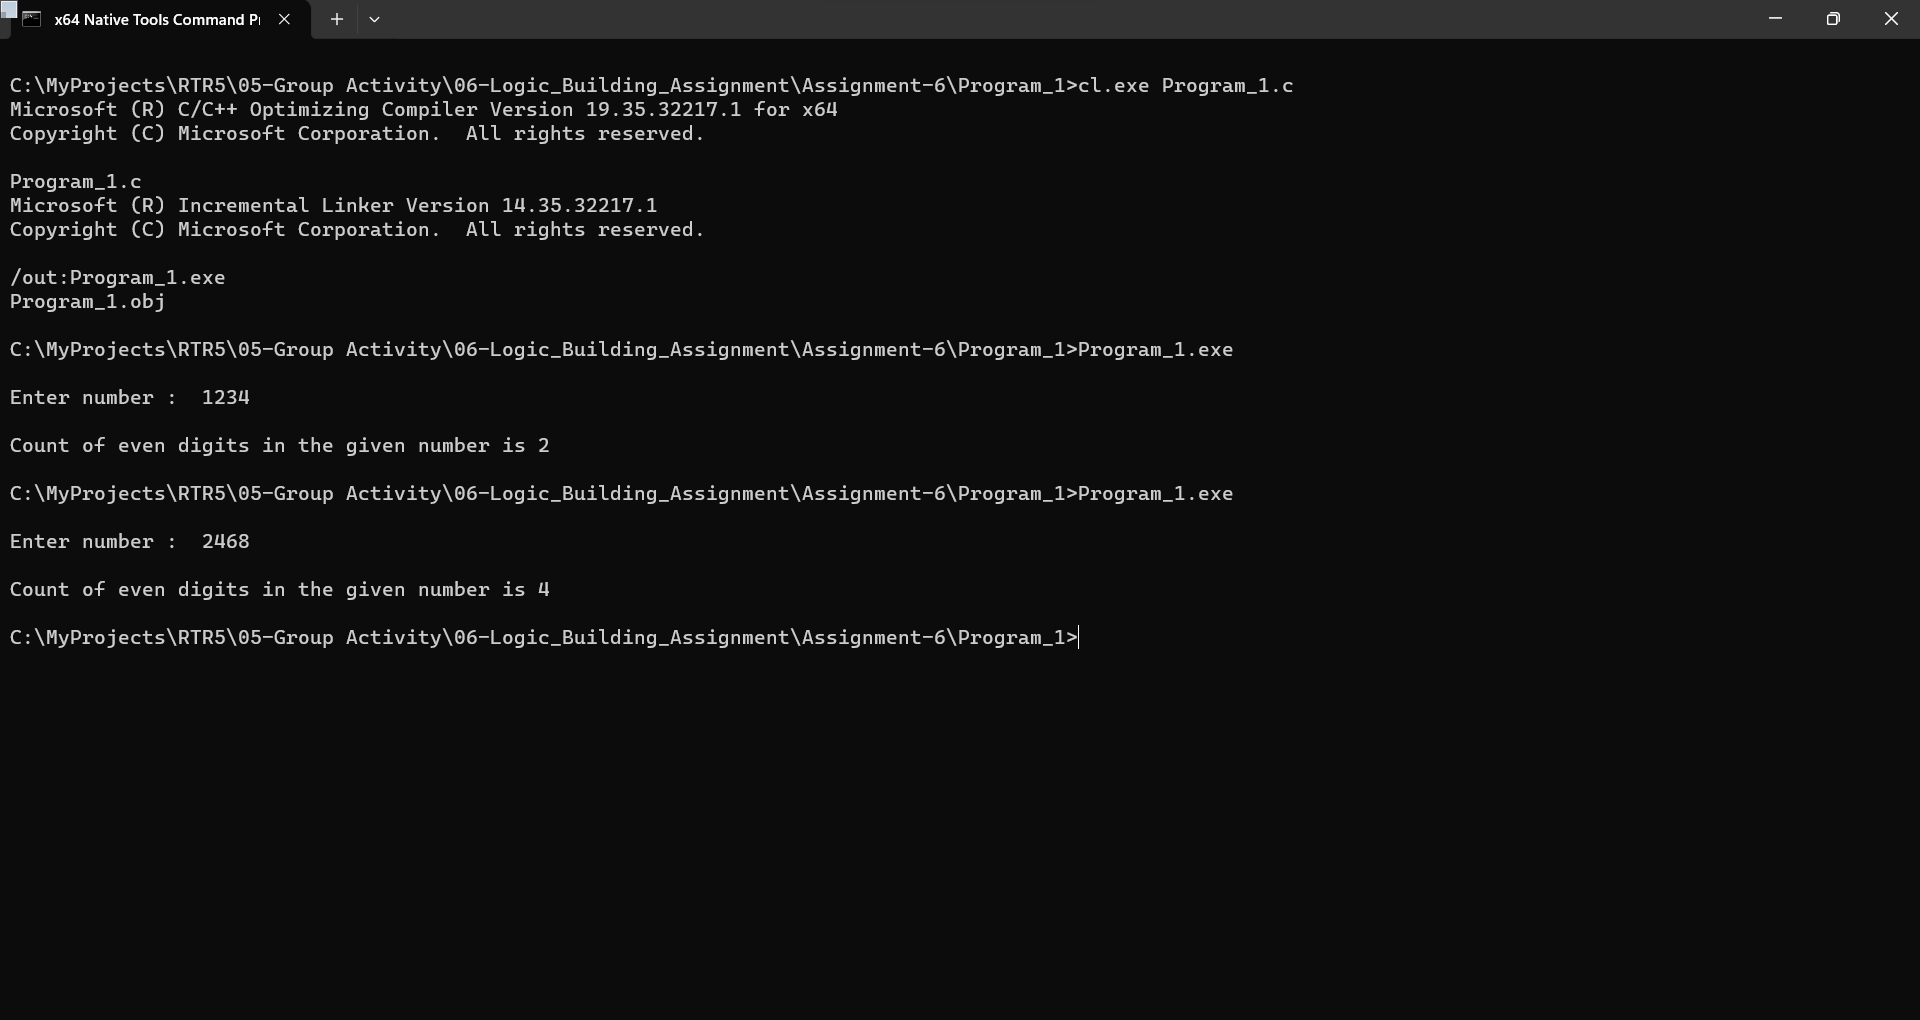 x64 Native Tools Command P
C:\MyProjects\RTR5\05-Group Activity\06-Logic_Building_Assignment\Assignment-6\Program_1>cl.exe Program_1.c
Microsoft (R) C/C++ Optimizing Compiler Version 19.35.32217.1 for x64
Copyright (C) Microsoft Corporation.  All rights reserved.
Program_1.c
Microsoft (R) Incremental Linker Version 14.35.32217.1
Copyright (C) Microsoft Corporation.  All rights reserved.
/out:Program_1.exe
Program_1.obj
C:\MyProjects\RTR5\05-Group Activity\06-Logic_Building_Assignment\Assignment-6\Program_1>Program_1.exe
Enter number :  1234
Count of even digits in the given number is 2
C:\MyProjects\RTR5\05-Group Activity\06-Logic_Building_Assignment\Assignment-6\Program_1>Program_1.exe
Enter number :  2468
Count of even digits in the given number is 4
C:\MyProjects\RTR5\05-Group Activity\06-Logic_Building_Assignment\Assignment-6\Program_1>